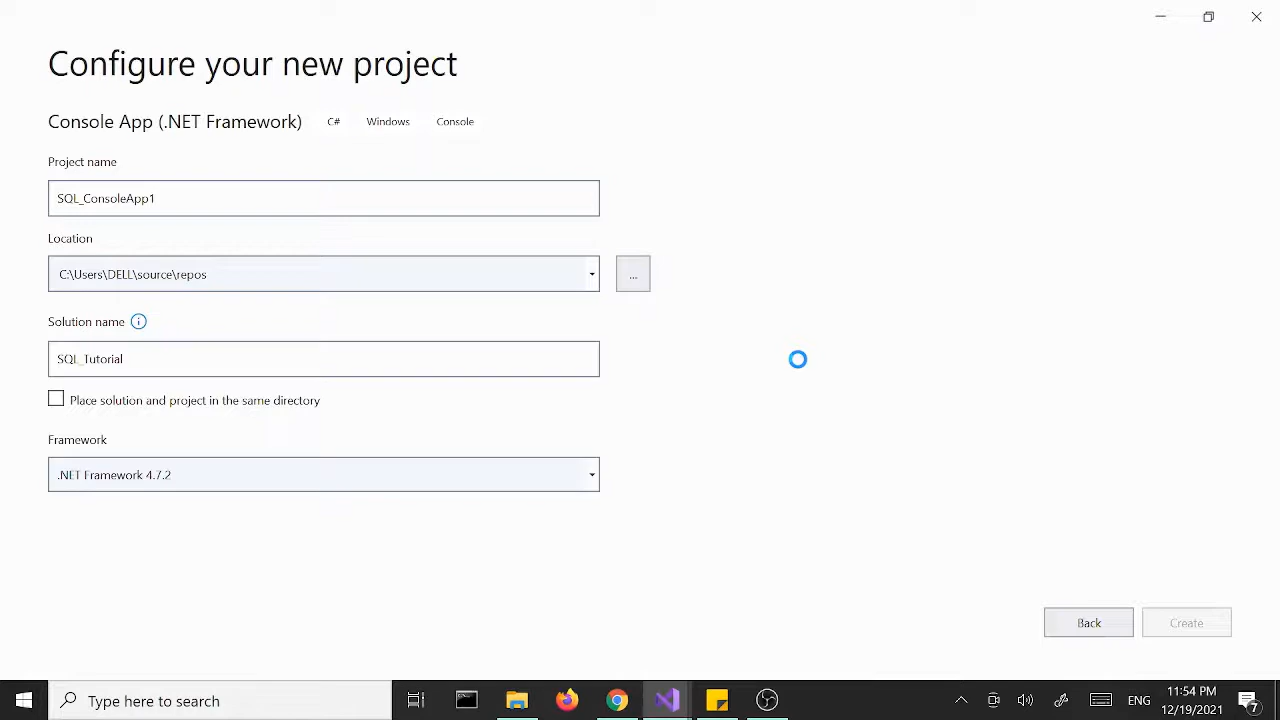 Configure your new project
Console App (.NET Framework) C# Windows Console
Project name
SQL_ConsoleApp1
Location
C:\Users\DELL\source\repos
...
Solution name
SQL_Tutorial
Place solution and project in the same directory
Framework
.NET Framework 4.7.2
Back Create
Type here to search
ENG
11:54 PM
12/19/2021
7